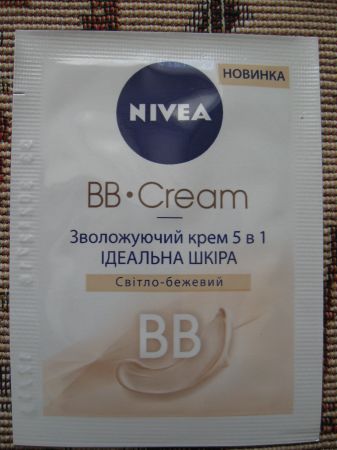 НОВИНКА
NIVEA
BB•Cream
Зволожуючий крем 5 в 1
ІДЕАЛЬНА ШКІРА
Світло-бежевий
BB